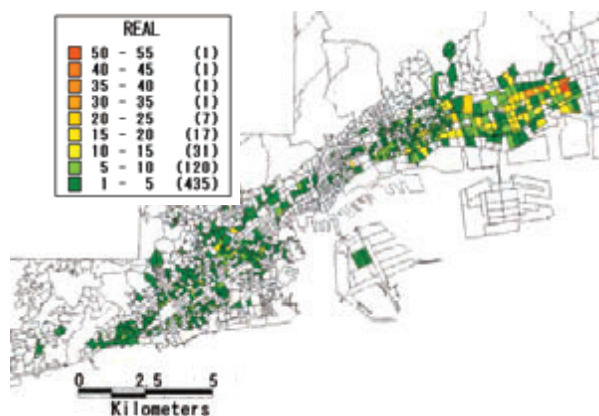 REAL
50 - 55 (1)
40 - 45 (1)
35 - 40 (1)
30 - 35 (1)
20 - 25 (7)
15 - 20 (17)
10 - 15 (31)
5 - 10 (120)
1 - 5 (435)
0 2.5 5
Kilometers